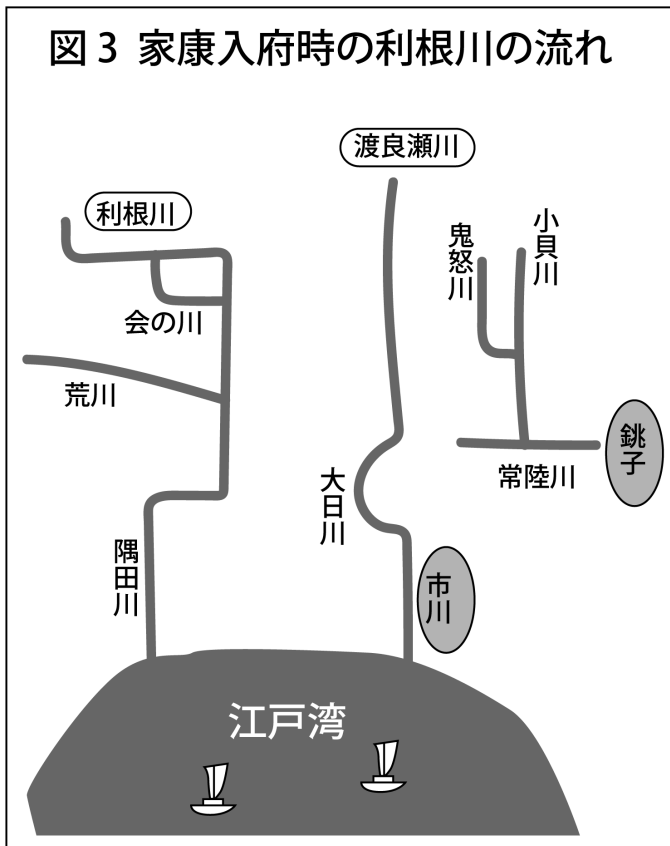 図3 家康入府時の利根川の流れ
渡良瀬川
利根川
小貝川
鬼怒川
会の川
荒川
銚子
常陸川
大日川
隅田川
市川
江戸湾